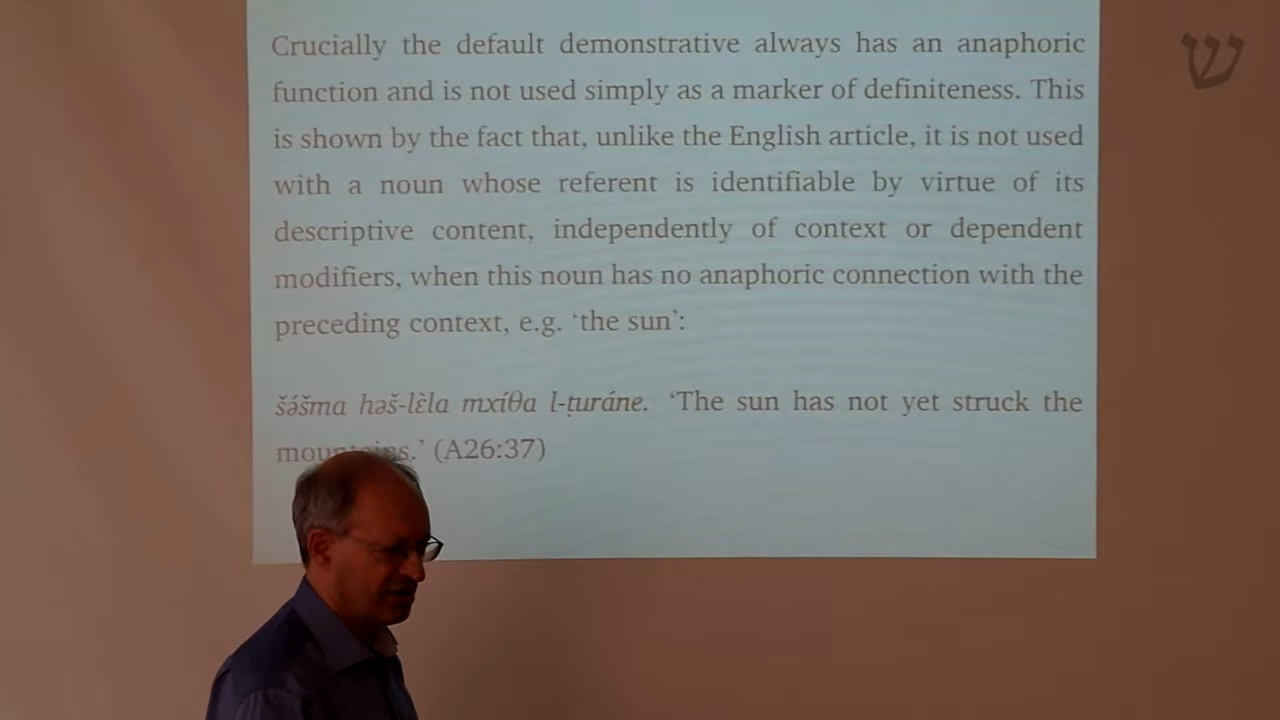 Crucially the default demonstrative always has an anaphoric
function and is not used simply as a marker of definiteness. This
is shown by the fact that, unlike the English article, it is not used
with a noun whose referent is identifiable by virtue of its
descriptive content, independently of context or dependent
modifiers, when this noun has no anaphoric connection with the
preceding context, e.g. ‘the sun’:
šə́šma həš-lɛ̀la mxíθa l-ṭuráne. ‘The sun has not yet struck the
mountains.’ (A26:37)
ש